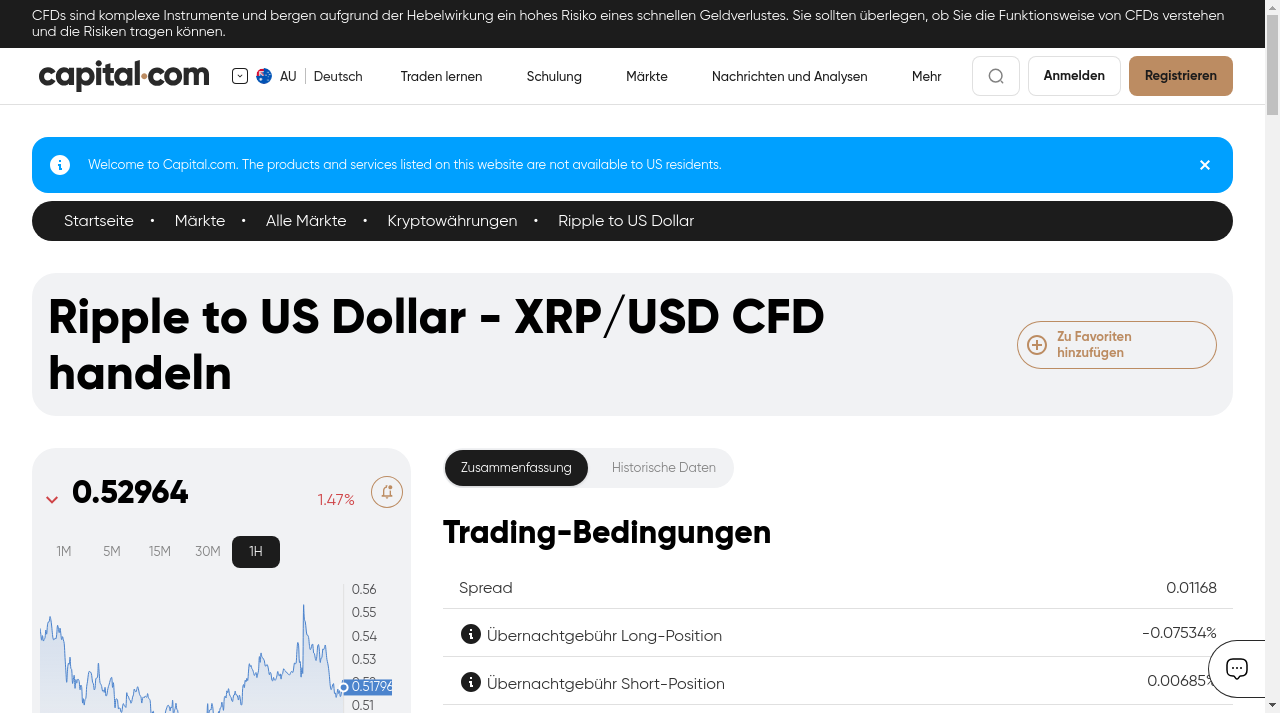 CFDs sind komplexe Instrumente und bergen aufgrund der Hebelwirkung ein hohes Risiko eines schnellen Geldverlustes. Sie sollten überlegen, ob Sie die Funktionsweise von CFDs verstehen
und die Risiken tragen können.
capital.com
AU Deutsch
Traden lernen
Schulung
Märkte
Nachrichten und Analysen
Mehr
Anmelden
Registrieren
Welcome to Capital.com. The products and services listed on this website are not available to US residents.
Startseite • Märkte • Alle Märkte • Kryptowährungen • Ripple to US Dollar
Ripple to US Dollar - XRP/USD CFD
handeln
Zu Favoriten
hinzufügen
0.52964
1.47%
1M 5M 15M 30M 1H
0.56
0.55
0.54
0.53
0.51796
0.51
Zusammenfassung
Historische Daten
Trading-Bedingungen
Spread 0.01168
Übernachtgebühr Long-Position -0.07534%
Übernachtgebühr Short-Position 0.00685%